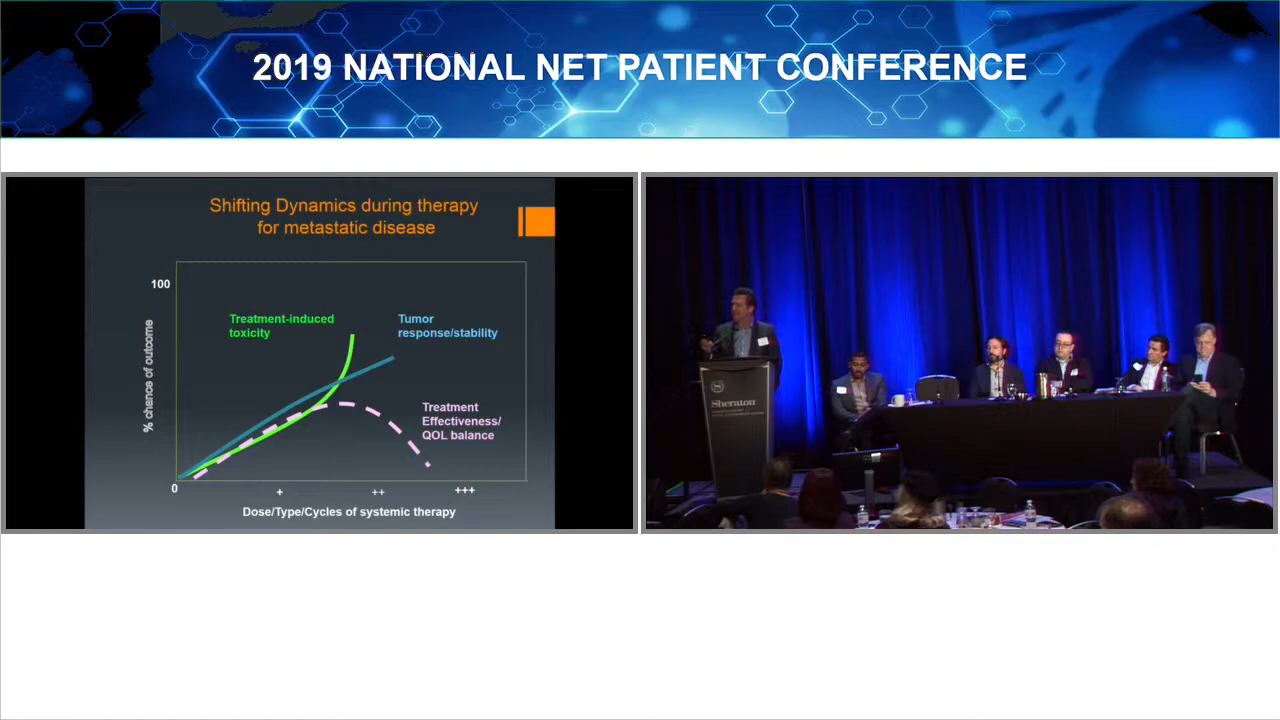 2019 NATIONAL NET PATIENT CONFERENCE
Shifting Dynamics during therapy
for metastatic disease
100
% chance of outcome
Treatment-induced
toxicity
Tumor
response/stability
Treatment
Effectiveness/
QOL balance
0
+
++
+++
Dose/Type/Cycles of systemic therapy
Sheraton